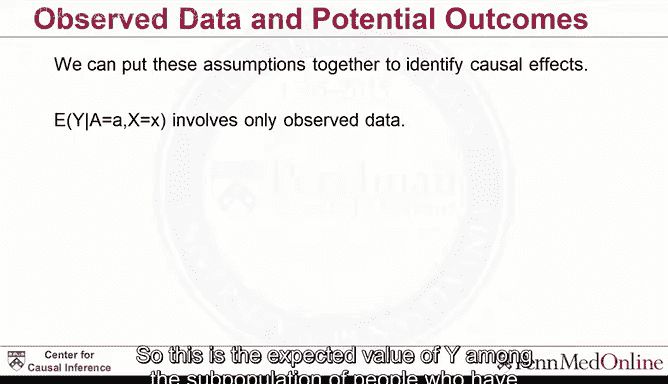 Observed Data and Potential Outcomes
We can put these assumptions together to identify causal effects.
E(Y|A=a,X=x) involves only observed data.
Center for
Causal Inference
PennMedOnline
So this is the expected value of Y among
the subpopulation of people who have